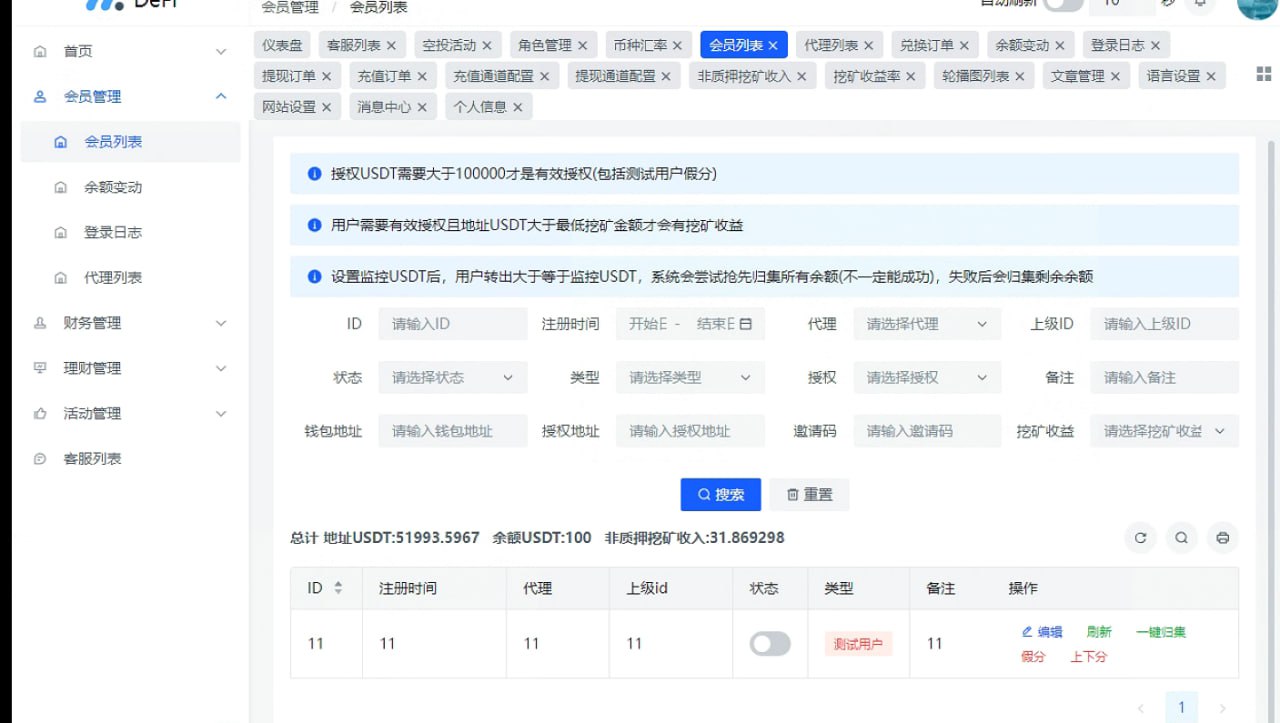 DeFi
会员管理 / 会员列表
自动刷新 10
仪表盘 客服列表 × 空投活动 × 角色管理 × 币种汇率 × 会员列表 × 代理列表 × 兑换订单 × 余额变动 × 登录日志 ×
提现订单 × 充值订单 × 充值通道配置 × 提现通道配置 × 非质押挖矿收入 × 挖矿收益率 × 轮播图列表 × 文章管理 × 语言设置 ×
网站设置 × 消息中心 × 个人信息 ×
首页
会员管理
会员列表
余额变动
登录日志
代理列表
财务管理
理财管理
活动管理
客服列表
授权USDT需要大于100000才是有效授权(包括测试用户假分)
用户需要有效授权且地址USDT大于最低挖矿金额才会有挖矿收益
设置监控USDT后，用户转出大于等于监控USDT，系统会尝试抢先归集所有余额(不一定能成功)，失败后会归集剩余余额
ID 请输入ID 注册时间 开始日 - 结束日 代理 请选择代理 上级ID 请输入上级ID
状态 请选择状态 类型 请选择类型 授权 请选择授权 备注 请输入备注
钱包地址 请输入钱包地址 授权地址 请输入授权地址 邀请码 请输入邀请码 挖矿收益 请选择挖矿收益
搜索 重置
总计 地址USDT:51993.5967 余额USDT:100 非质押挖矿收入:31.869298
ID 注册时间 代理 上级id 状态 类型 备注 操作
11 11 11 11 测试用户 11 编辑 刷新 一键归集
假分 上下分
1